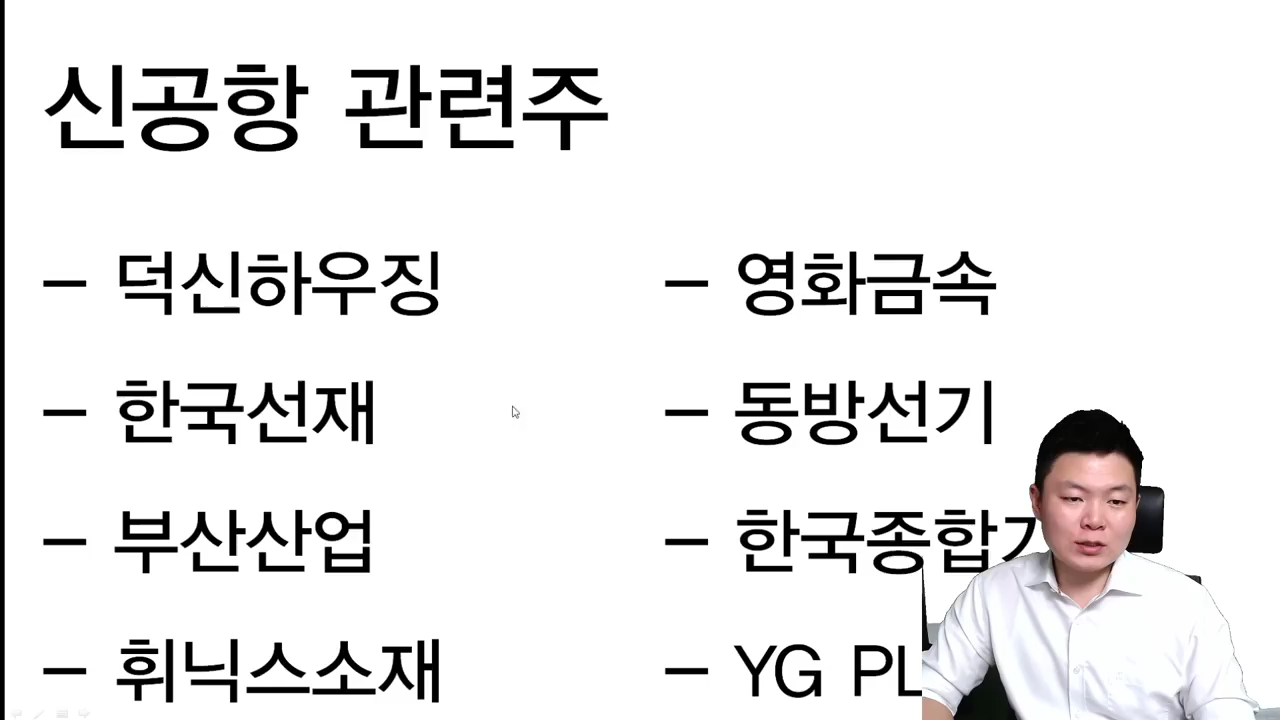 신공항 관련주
- 덕신하우징
- 한국선재
- 부산산업
- 휘닉스소재
- 영화금속
- 동방선기
- 한국종합
- YG